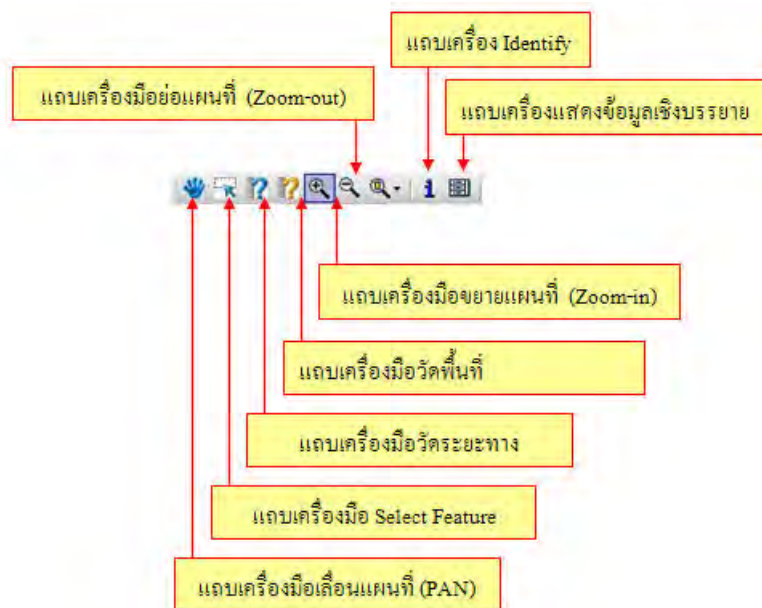 แถบเครื่อง Identify
แถบเครื่องมือย่อแผนที่ (Zoom-out)
แถบเครื่องแสดงข้อมูลเชิงบรรยาย
แถบเครื่องมือขยายแผนที่ (Zoom-in)
แถบเครื่องมือวัดพื้นที่
แถบเครื่องมือวัดระยะทาง
แถบเครื่องมือ Select Feature
แถบเครื่องมือเลื่อนแผนที่ (PAN)